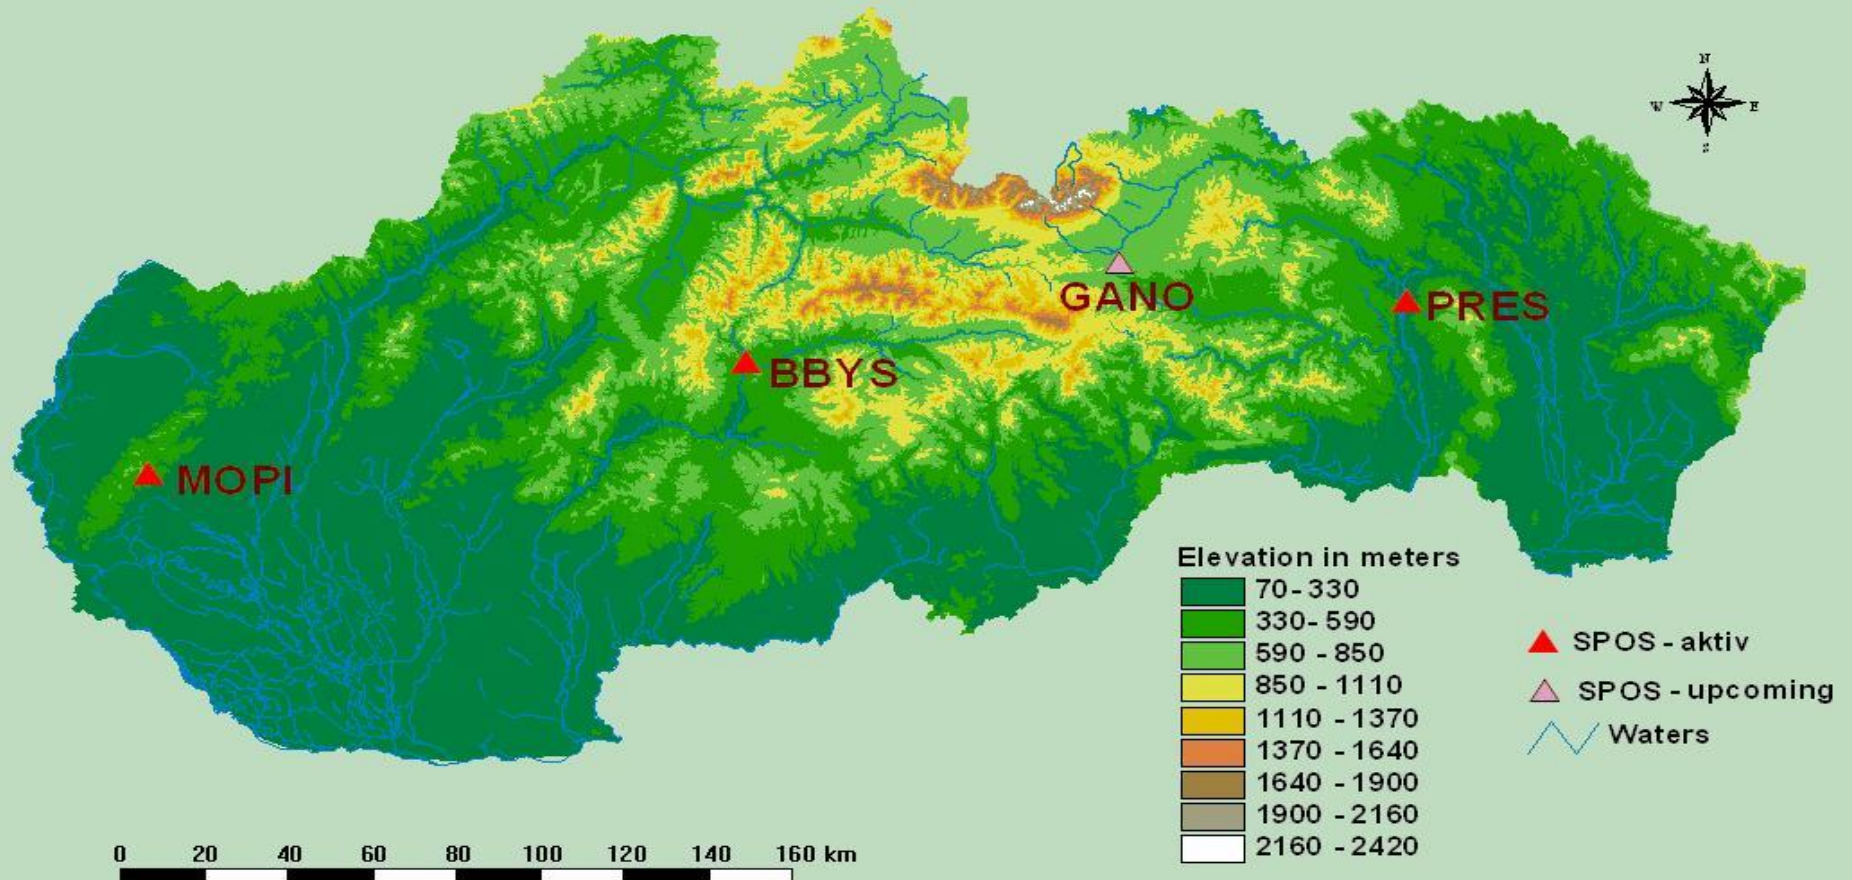 N
W E
S
GANO
PRES
BBYS
MOPI
Elevation in meters
70-330
330-590
590 - 850
850 - 1110
1110 - 1370
1370 - 1640
1640 - 1900
1900 - 2160
2160 - 2420
SPOS - aktiv
SPOS - upcoming
Waters
0 20 40 60 80 100 120 140 160 km